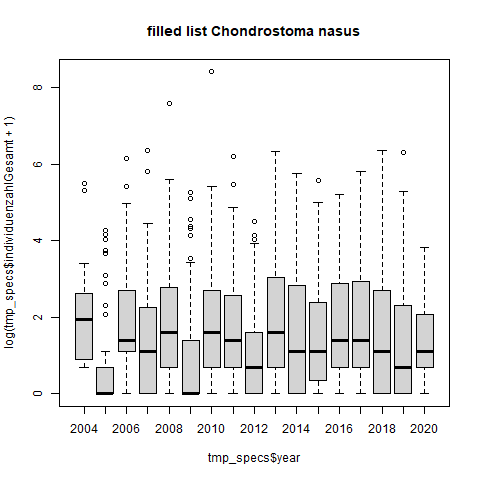 filled list Chondrostoma nasus
log(tmp_specs$individuenzahlGesamt + 1)
8
6
4
2
0
2004 2006 2008 2010 2012 2014 2016 2018 2020
tmp_specs$year